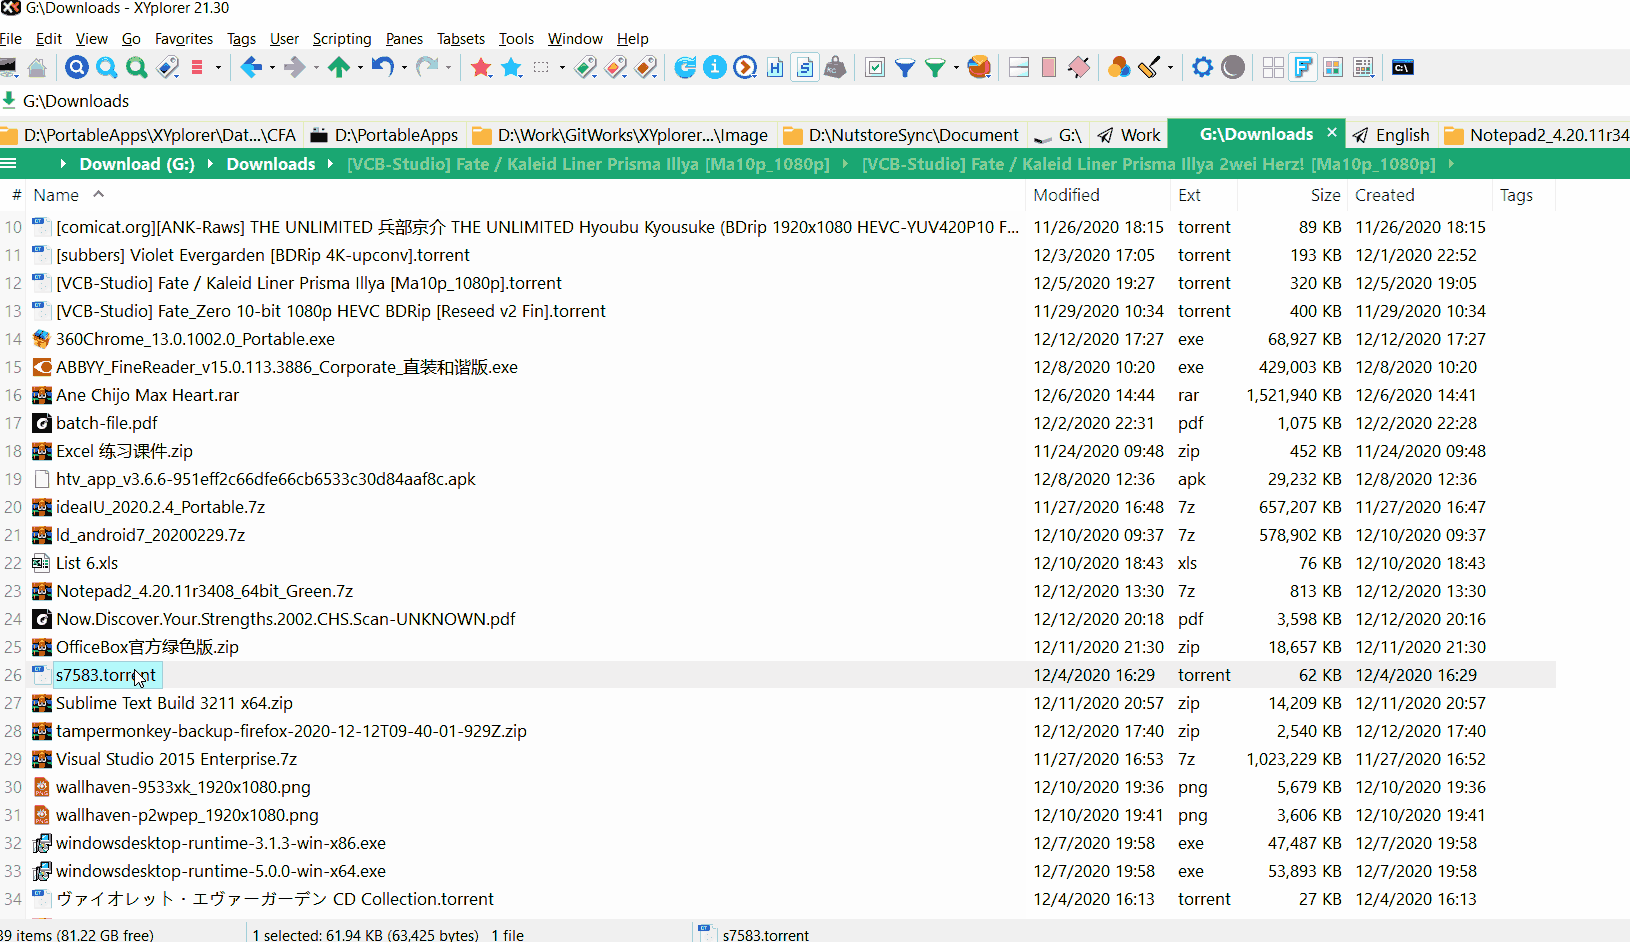 G:\Downloads - XYplorer 21.30
File Edit View Go Favorites Tags User Scripting Panes Tabsets Tools Window Help
G:\Downloads
D:\PortableApps\XYplorer\Dat...\CFA D:\PortableApps D:\Work\GitWorks\XYplorer...\Image D:\NutstoreSync\Document G:\ Work G:\Downloads × English Notepad2_4.20.11r34
Download (G:) Downloads [VCB-Studio] Fate / Kaleid Liner Prisma Illya [Ma10p_1080p] [VCB-Studio] Fate / Kaleid Liner Prisma Illya 2wei Herz! [Ma10p_1080p]
# Name Modified Ext Size Created Tags
10 [comicat.org][ANK-Raws] THE UNLIMITED 兵部京介 THE UNLIMITED Hyoubu Kyousuke (BDrip 1920x1080 HEVC-YUV420P10 F... 11/26/2020 18:15 torrent 89 KB 11/26/2020 18:15
11 [subbers] Violet Evergarden [BDRip 4K-upconv].torrent 12/3/2020 17:05 torrent 193 KB 12/1/2020 22:52
12 [VCB-Studio] Fate / Kaleid Liner Prisma Illya [Ma10p_1080p].torrent 12/5/2020 19:27 torrent 320 KB 12/5/2020 19:05
13 [VCB-Studio] Fate_Zero 10-bit 1080p HEVC BDRip [Reseed v2 Fin].torrent 11/29/2020 10:34 torrent 400 KB 11/29/2020 10:34
14 360Chrome_13.0.1002.0_Portable.exe 12/12/2020 17:27 exe 68,927 KB 12/12/2020 17:27
15 ABBYY_FineReader_v15.0.113.3886_Corporate_直装和谐版.exe 12/8/2020 10:20 exe 429,003 KB 12/8/2020 10:20
16 Ane Chijo Max Heart.rar 12/6/2020 14:44 rar 1,521,940 KB 12/6/2020 14:41
17 batch-file.pdf 12/2/2020 22:31 pdf 1,075 KB 12/2/2020 22:28
18 Excel 练习课件.zip 11/24/2020 09:48 zip 452 KB 11/24/2020 09:48
19 htv_app_v3.6.6-951eff2c66dfe66cb6533c30d84aaf8c.apk 12/8/2020 12:36 apk 29,232 KB 12/8/2020 12:36
20 ideaIU_2020.2.4_Portable.7z 11/27/2020 16:48 7z 657,207 KB 11/27/2020 16:47
21 ld_android7_20200229.7z 12/10/2020 09:37 7z 578,902 KB 12/10/2020 09:37
22 List 6.xls 12/10/2020 18:43 xls 76 KB 12/10/2020 18:43
23 Notepad2_4.20.11r3408_64bit_Green.7z 12/12/2020 13:30 7z 813 KB 12/12/2020 13:30
24 Now.Discover.Your.Strengths.2002.CHS.Scan-UNKNOWN.pdf 12/12/2020 20:18 pdf 3,598 KB 12/12/2020 20:16
25 OfficeBox官方绿色版.zip 12/11/2020 21:30 zip 18,657 KB 12/11/2020 21:30
26 s7583.torrent 12/4/2020 16:29 torrent 62 KB 12/4/2020 16:29
27 Sublime Text Build 3211 x64.zip 12/11/2020 20:57 zip 14,209 KB 12/11/2020 20:57
28 tampermonkey-backup-firefox-2020-12-12T09-40-01-929Z.zip 12/12/2020 17:40 zip 2,540 KB 12/12/2020 17:40
29 Visual Studio 2015 Enterprise.7z 11/27/2020 16:53 7z 1,023,229 KB 11/27/2020 16:52
30 wallhaven-9533xk_1920x1080.png 12/10/2020 19:36 png 5,679 KB 12/10/2020 19:36
31 wallhaven-p2wpep_1920x1080.png 12/10/2020 19:41 png 3,606 KB 12/10/2020 19:41
32 windowsdesktop-runtime-3.1.3-win-x86.exe 12/7/2020 19:58 exe 47,487 KB 12/7/2020 19:58
33 windowsdesktop-runtime-5.0.0-win-x64.exe 12/7/2020 19:58 exe 53,893 KB 12/7/2020 19:58
34 ヴァイオレット・エヴァーガーデン CD Collection.torrent 12/4/2020 16:13 torrent 27 KB 12/4/2020 16:13
39 items (81.22 GB free) 1 selected: 61.94 KB (63,425 bytes) 1 file s7583.torrent